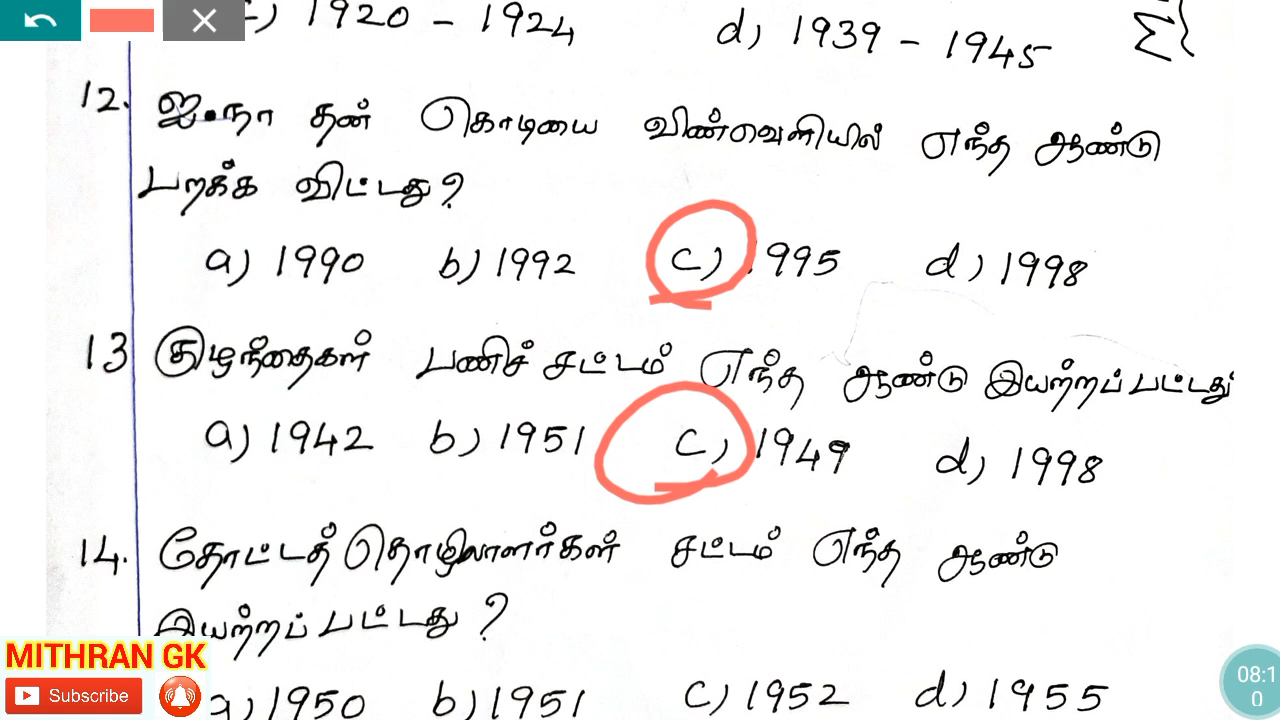 c) 1920 - 1924 d) 1939 - 1945
12. ஐ.நா தன் கொடியை விண்வெளியில் எந்த ஆண்டு
பறக்க விட்டது?
a) 1990 b) 1992 c) 1995 d) 1998
13 குழந்தைகள் பணிச் சட்டம் எந்த ஆண்டு இயற்றப்பட்டது
a) 1942 b) 1951 c) 1949 d) 1998
14. தோட்டத் தொழிலாளர்கள் சட்டம் எந்த ஆண்டு
இயற்றப்பட்டது?
a) 1950 b) 1951 c) 1952 d) 1955
MITHRAN GK
Subscribe
08:1
0